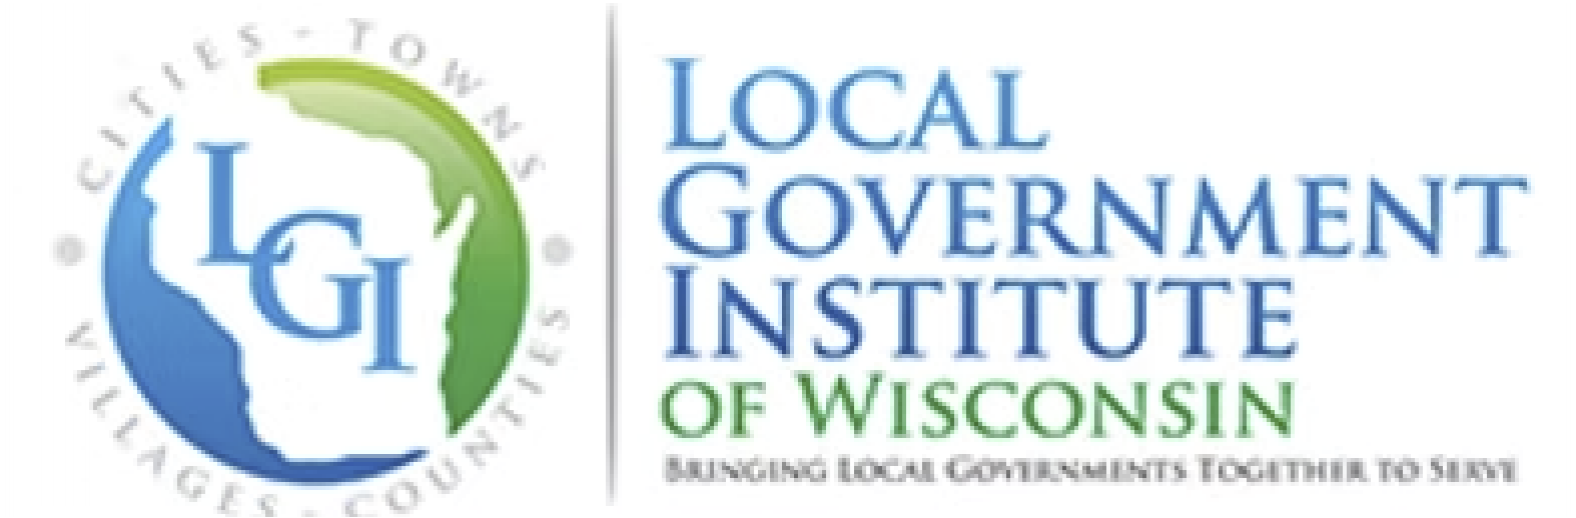 CITIES - TOWNS
LGI
VILLAGES - COUNTIES
LOCAL
GOVERNMENT
INSTITUTE
OF WISCONSIN
BRINGING LOCAL GOVERNMENTS TOGETHER TO SERVE